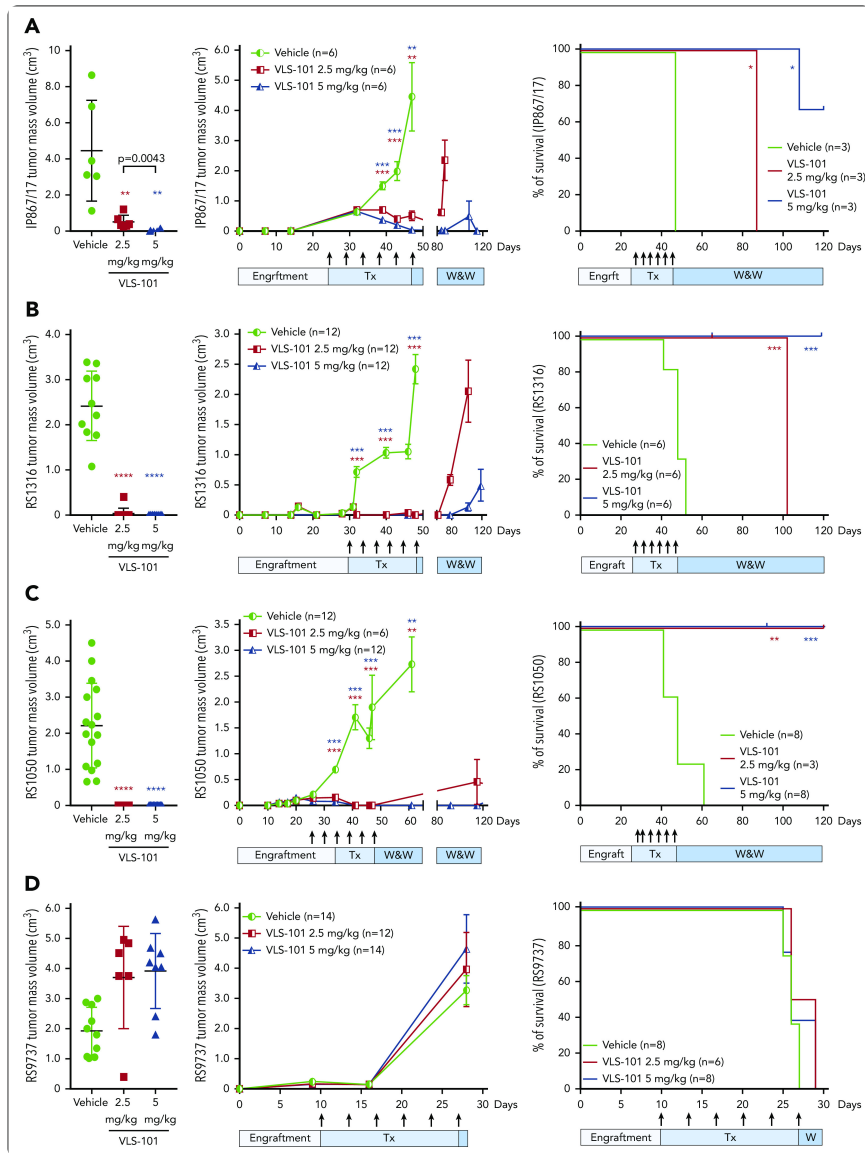 A
IP867/17 tumor mass volume (cm³)
10
8
6
4.0
2.0
0
p=0.0043
**
**
Vehicle
2.5
5
mg/kg
mg/kg
VLS-101
IP867/17 tumor mass volume (cm³)
6.0
5.0
4.0
3.0
2.0
1.0
0
Vehicle (n=6)
VLS-101 2.5 mg/kg (n=6)
VLS-101 5 mg/kg (n=6)
***
***
***
***
**
**
0 10 20 30 40 50 80 120 Days
Engrftment Tx W&W
% of survival (IP867/17)
100
80
60
40
20
0
*
*
Vehicle (n=3)
VLS-101
2.5 mg/kg (n=3)
VLS-101
5 mg/kg (n=3)
0 20 40 60 80 100 120 Days
Engrft Tx W&W
B
RS1316 tumor mass volume (cm³)
4.0
3.0
2.0
1.0
0
****
****
Vehicle
2.5
5
mg/kg
mg/kg
VLS-101
RS1316 tumor mass volume (cm³)
3.0
2.5
2.0
1.5
1.0
0.5
0
Vehicle (n=12)
VLS-101 2.5 mg/kg (n=12)
VLS-101 5 mg/kg (n=12)
***
***
***
***
***
***
0 10 20 30 40 50 60 80 120 Days
Engraftment Tx W&W
% of survival (RS1316)
100
80
60
40
20
0
***
***
Vehicle (n=6)
VLS-101
2.5 mg/kg (n=6)
VLS-101
5 mg/kg (n=6)
0 20 40 60 80 100 120 Days
Engraft Tx W&W
C
RS1050 tumor mass volume (cm³)
5.0
4.0
3.0
2.0
1.0
0
****
****
Vehicle
2.5
5
mg/kg
mg/kg
VLS-101
RS1050 tumor mass volume (cm³)
3.5
3.0
2.5
2.0
1.5
1.0
0.5
0
Vehicle (n=12)
VLS-101 2.5 mg/kg (n=6)
VLS-101 5 mg/kg (n=12)
***
***
***
***
***
***
**
**
0 10 20 30 40 50 60 80 120 Days
Engraftment Tx W&W W&W
% of survival (RS1050)
100
80
60
40
20
0
**
***
Vehicle (n=8)
VLS-101
2.5 mg/kg (n=3)
VLS-101
5 mg/kg (n=8)
0 20 40 60 80 100 120 Days
Engraft Tx W&W
D
RS9737 tumor mass volume (cm³)
6.0
5.0
4.0
3.0
2.0
1.0
0
Vehicle
2.5
5
mg/kg
mg/kg
VLS-101
RS9737 tumor mass volume (cm³)
6.0
5.0
4.0
3.0
2.0
1.0
0
Vehicle (n=14)
VLS-101 2.5 mg/kg (n=12)
VLS-101 5 mg/kg (n=14)
0 5 10 15 20 25 30 Days
Engraftment Tx
% of survival (RS9737)
100
80
60
40
20
0
Vehicle (n=8)
VLS-101 2.5 mg/kg (n=6)
VLS-101 5 mg/kg (n=8)
0 5 10 15 20 25 30 Days
Engraftment Tx W